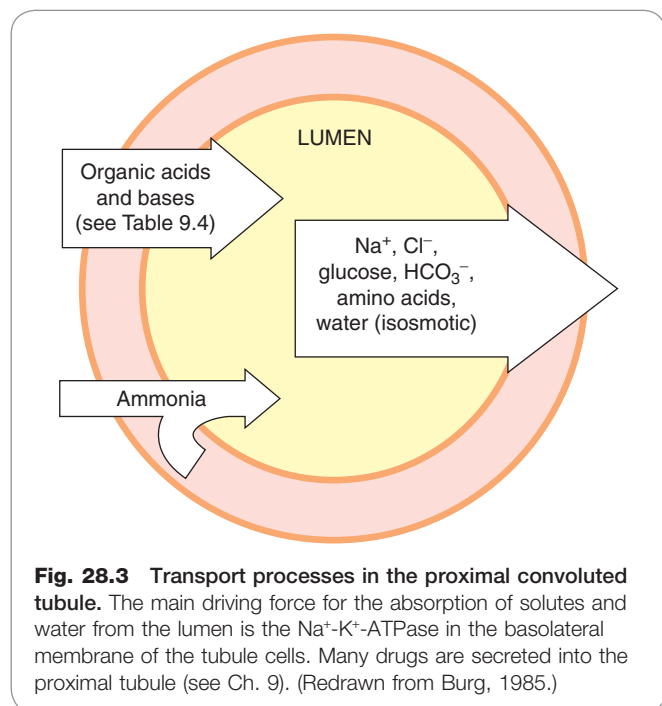 LUMEN
Organic acids
and bases
(see Table 9.4)
Na⁺, Cl⁻,
glucose, HCO₃⁻,
amino acids,
water (isosmotic)
Ammonia
Fig. 28.3 Transport processes in the proximal convoluted
tubule. The main driving force for the absorption of solutes and
water from the lumen is the Na⁺-K⁺-ATPase in the basolateral
membrane of the tubule cells. Many drugs are secreted into the
proximal tubule (see Ch. 9). (Redrawn from Burg, 1985.)